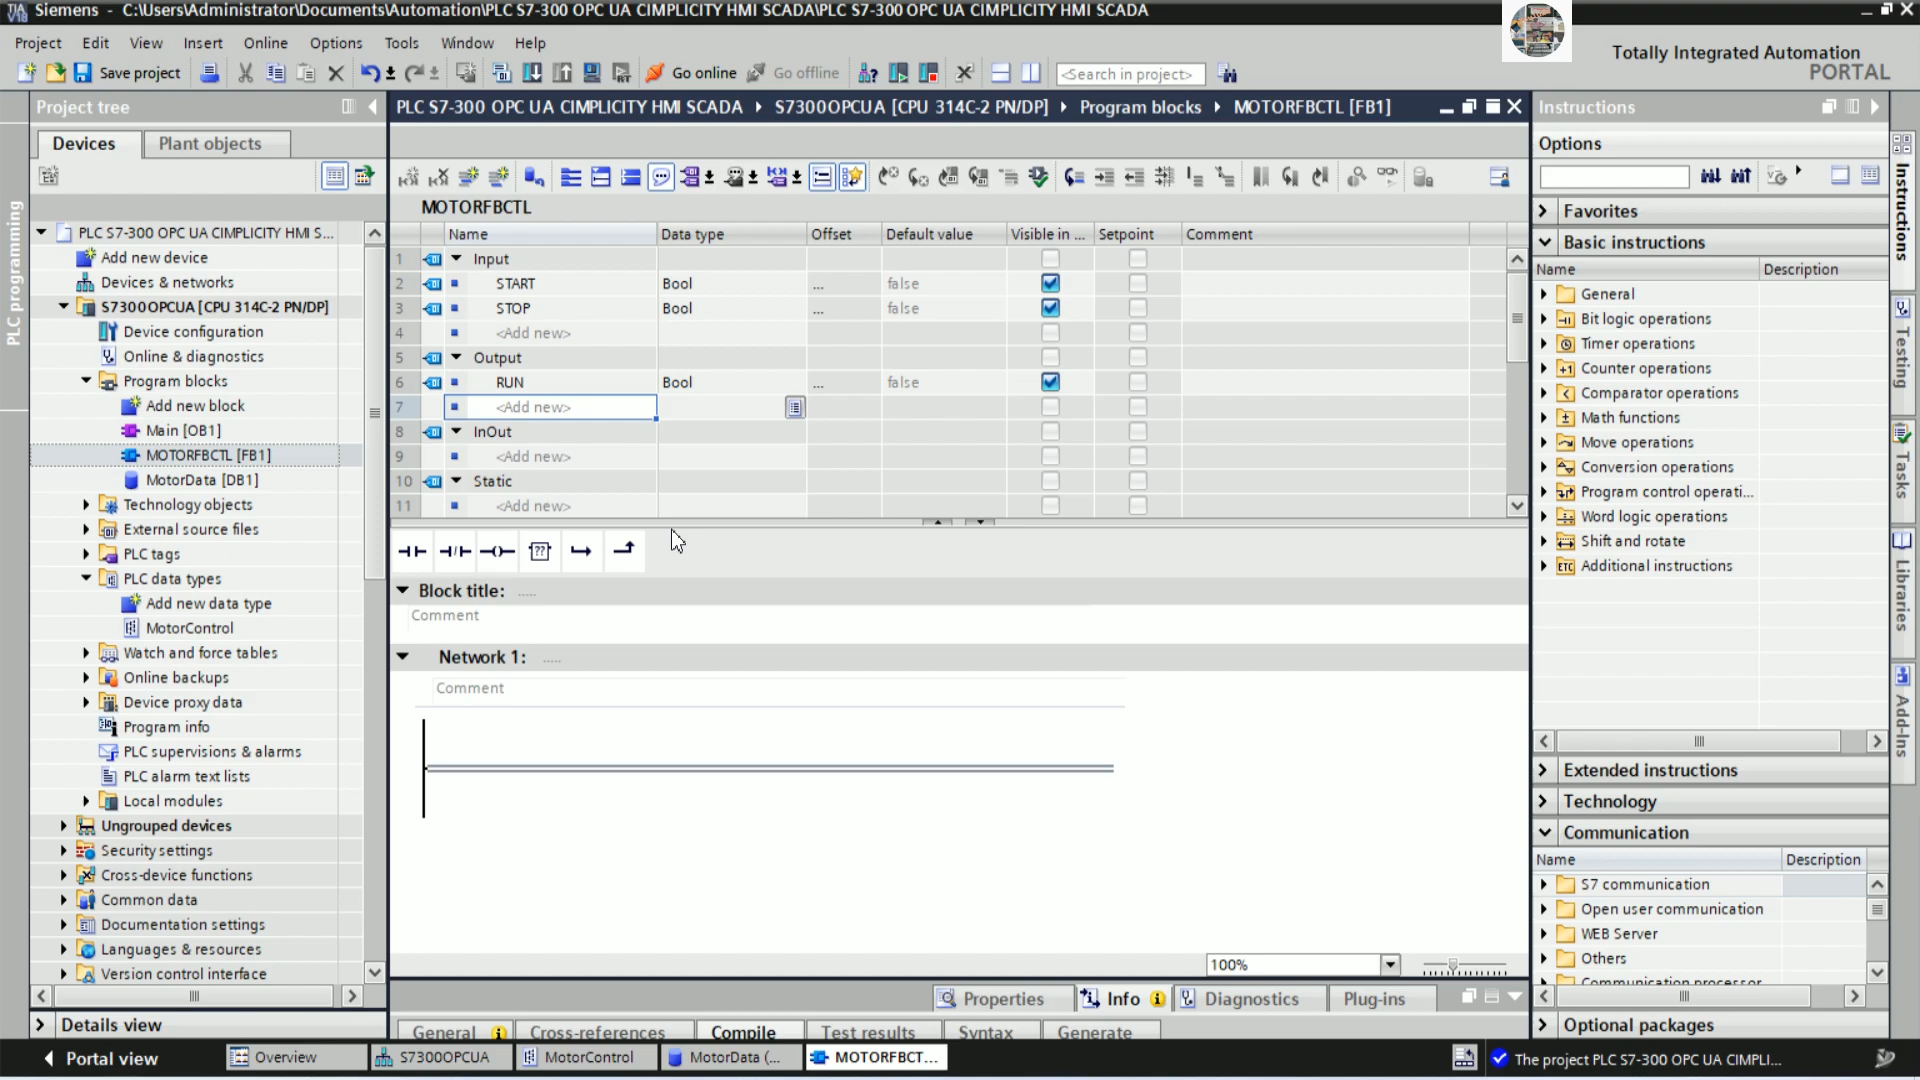 Siemens - C:\Users\Administrator\Documents\Automation\PLC S7-300 OPC UA CIMPLICITY HMI SCADA\PLC S7-300 OPC UA CIMPLICITY HMI SCADA
Project Edit View Insert Online Options Tools Window Help
Totally Integrated Automation
PORTAL
Save project
Go online
Go offline
<Search in project>
Project tree
PLC S7-300 OPC UA CIMPLICITY HMI SCADA › S7300OPCUA [CPU 314C-2 PN/DP] › Program blocks › MOTORFBCTL [FB1]
Instructions
Devices
Plant objects
Options
PLC programming
PLC S7-300 OPC UA CIMPLICITY HMI S...
Add new device
Devices & networks
S7300OPCUA [CPU 314C-2 PN/DP]
Device configuration
Online & diagnostics
Program blocks
Add new block
Main [OB1]
MOTORFBCTL [FB1]
MotorData [DB1]
Technology objects
External source files
PLC tags
PLC data types
Add new data type
MotorControl
Watch and force tables
Online backups
Device proxy data
Program info
PLC supervisions & alarms
PLC alarm text lists
Local modules
Ungrouped devices
Security settings
Cross-device functions
Common data
Documentation settings
Languages & resources
Version control interface
Details view
MOTORFBCTL
Name Data type Offset Default value Visible in ... Setpoint Comment
1 Input
2 START Bool ... false
3 STOP Bool ... false
4 <Add new>
5 Output
6 RUN Bool ... false
7 <Add new>
8 InOut
9 <Add new>
10 Static
11 <Add new>
??
Block title: .....
Comment
Network 1: .....
Comment
100%
Properties Info Diagnostics Plug-ins
General Cross-references Compile Test results Syntax Generate
Favorites
Basic instructions
Name Description
General
Bit logic operations
Timer operations
Counter operations
Comparator operations
Math functions
Move operations
Conversion operations
Program control operati...
Word logic operations
Shift and rotate
Additional instructions
Extended instructions
Technology
Communication
Name Description
S7 communication
Open user communication
WEB Server
Others
Communication processor
Optional packages
Instructions
Testing
Tasks
Libraries
Add-Ins
Portal view
Overview
S7300OPCUA
MotorControl
MotorData (...
MOTORFBCT...
The project PLC S7-300 OPC UA CIMPLI...